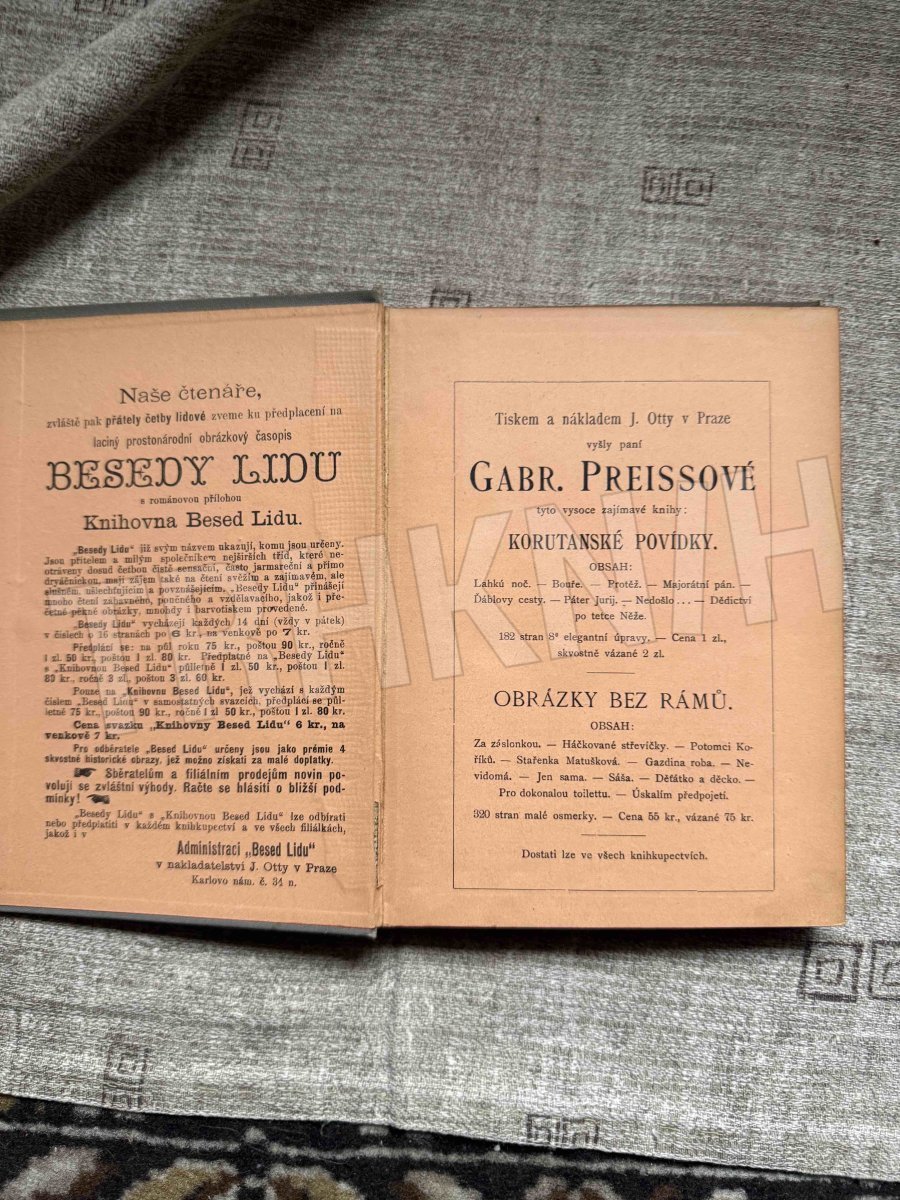 Naše čtenáře,
zvláště pak přátely četby lidové zveme ku předplacení na
laciný prostonárodní obrázkový časopis
BESEDY LIDU
s románovou přílohou
Knihovna Besed Lidu.
„Besedy Lidu" již svým názvem ukazují, komu jsou určeny.
Jsou přítelem a milým společníkem nejširších tříd, které ne-
otráveny dosud četbou čistě sensační, často jarmareční a přímo
dryáčnickou, mají zájem také na čtení svěžím a zajímavém, ale
slušném, ušlechťujícím a povznášejícím. „Besedy Lidu" přinášejí
mnoho čtení zábavného, poučného a vzdělavacího, jakož i pře-
četné pěkné obrázky, mnohdy i barvotiskem provedené.
„Besedy Lidu" vycházejí každých 14 dní (vždy v pátek)
v číslech o 16 stranách po 6 kr., na venkově po 7 kr.
Předplácí se: na půl roku 75 kr., poštou 90 kr., ročně
1 zl. 50 kr., poštou 1 zl. 80 kr. Předplatné na „Besedy Lidu"
s „Knihovnou Besed Lidu" půlletně 1 zl. 50 kr., poštou 1 zl.
80 kr., ročně 3 zl., poštou 3 zl. 60 kr.
Pouze na „Knihovnu Besed Lidu", jež vychází s každým
číslem „Besed Lidu" v samostatných svazcích, předplácí se půl-
letně 75 kr., poštou 90 kr., ročně 1 zl 50 kr., poštou 1 zl. 80 kr.
Cena svazku „Knihovny Besed Lidu" 6 kr., na
venkově 7 kr.
Pro odběratele „Besed Lidu" určeny jsou jako prémie 4
skvostné historické obrazy, jež možno získati za malé doplatky.
Sběratelům a filiálním prodejům novin po-
volují se zvláštní výhody. Račte se hlásiti o bližší pod-
mínky!
„Besedy Lidu" s „Knihovnou Besed Lidu" lze odbírati
nebo předplatiti v každém knihkupectví a ve všech filiálkách,
jakož i v
Administraci „Besed Lidu"
v nakladatelství J. Otty v Praze
Karlovo nám. č. 34 n.
Tiskem a nákladem J. Otty v Praze
vyšly paní
GABR. PREISSOVÉ
tyto vysoce zajímavé knihy:
KORUTANSKÉ POVÍDKY.
OBSAH:
Lahkú noč. — Bouře. — Protěž. — Majorátní pán. —
Ďáblovy cesty. — Páter Jurij. — Nedošlo ... — Dědictví
po tetce Něže.
182 stran 8° elegantní úpravy. — Cena 1 zl.,
skvostně vázané 2 zl.
OBRÁZKY BEZ RÁMŮ.
OBSAH:
Za záslonkou. — Háčkované střevíčky. — Potomci Ko-
říků. — Stařenka Matušková. — Gazdina roba. — Ne-
vidomá. — Jen sama. — Sáša. — Děťátko a děcko. —
Pro dokonalou toilettu. — Úskalím předpojetí.
320 stran malé osmerky. — Cena 55 kr., vázané 75 kr.
Dostati lze ve všech knihkupectvích.